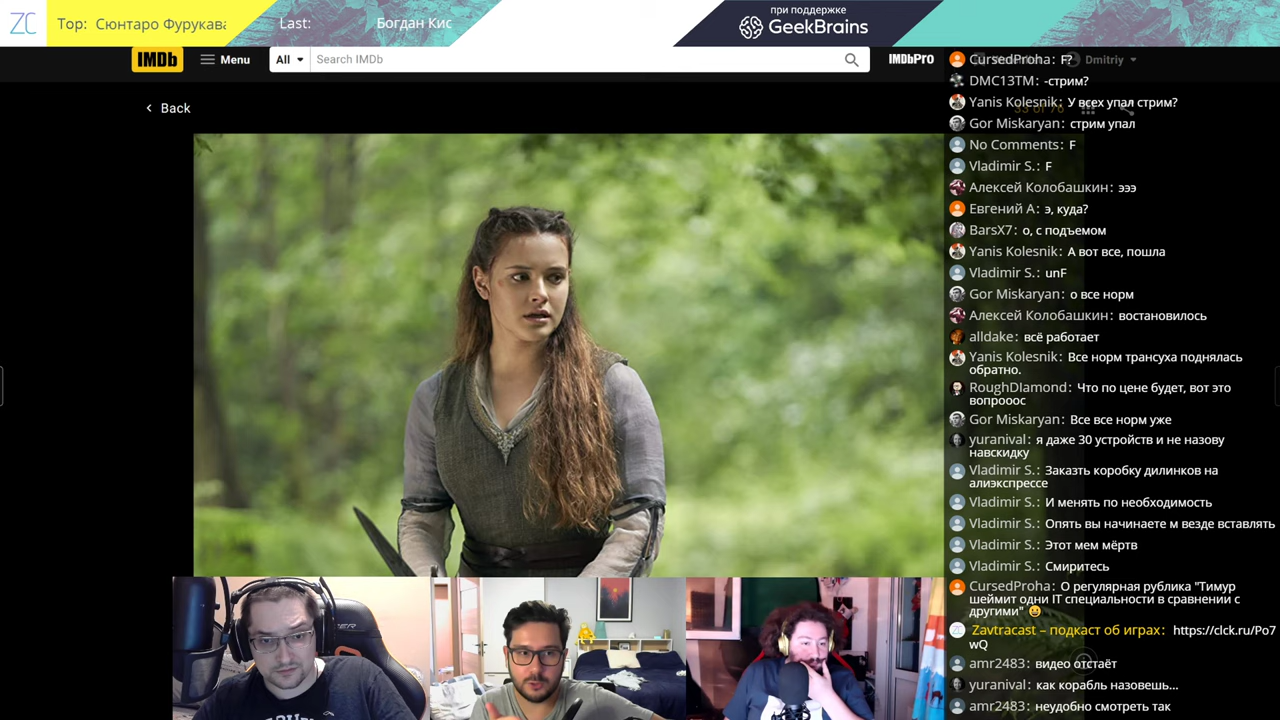 ZC
Top: Сюнтаро Фурукава
Last: Богдан Кис
при поддержке
GeekBrains
IMDb
Menu
All
Search IMDb
IMDbPro
Dmitriy
Back
33 of 76
CursedProha: F?
DMC13TM: -стрим?
Yanis Kolesnik: У всех упал стрим?
Gor Miskaryan: стрим упал
No Comments: F
Vladimir S.: F
Алексей Колобашкин: эээ
Евгений А: э, куда?
BarsX7: о, с подъемом
Yanis Kolesnik: А вот все, пошла
Vladimir S.: unF
Gor Miskaryan: о все норм
Алексей Колобашкин: востановилось
alldake: всё работает
Yanis Kolesnik: Все норм трансуха поднялась
обратно.
RoughDIamond: Что по цене будет, вот это
вопрооос
Gor Miskaryan: Все все норм уже
yuranival: я даже 30 устройств и не назову
навскидку
Vladimir S.: Заказть коробку дилинков на
алиэкспрессе
Vladimir S.: И менять по необходимость
Vladimir S.: Опять вы начинаете м везде вставлять
Vladimir S.: Этот мем мёртв
Vladimir S.: Смиритесь
CursedProha: О регулярная рублика "Тимур
шеймит одни IT специальности в сравнении с
другими"
Zavtracast – подкаст об играх: https://clck.ru/Po7
wQ
amr2483: видео отстаёт
yuranival: как корабль назовешь...
amr2483: неудобно смотреть так